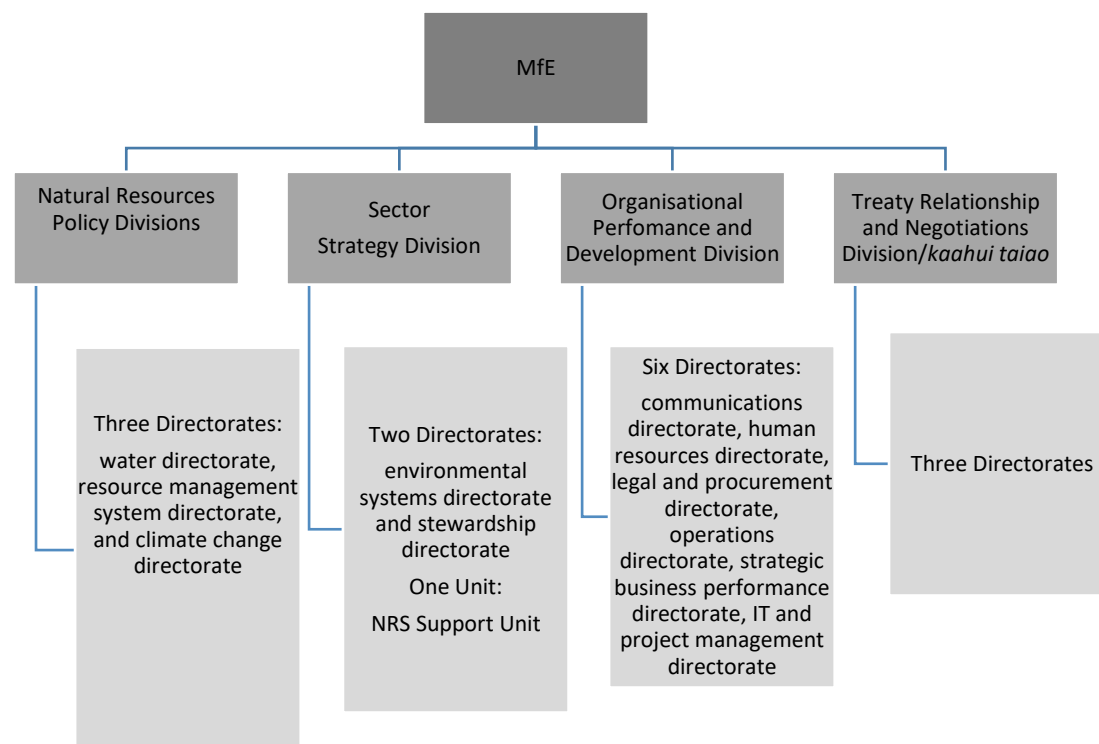 MfE
Natural Resources
Policy Divisions
Sector
Strategy Division
Organisational
Perfomance and
Development Division
Treaty Relationship
and Negotiations
Division/kaahui taiao
Three Directorates:
water directorate,
resource management
system directorate,
and climate change
directorate
Two Directorates:
environmental
systems directorate
and stewardship
directorate
One Unit:
NRS Support Unit
Six Directorates:
communications
directorate, human
resources directorate,
legal and procurement
directorate,
operations
directorate, strategic
business performance
directorate, IT and
project management
directorate
Three Directorates